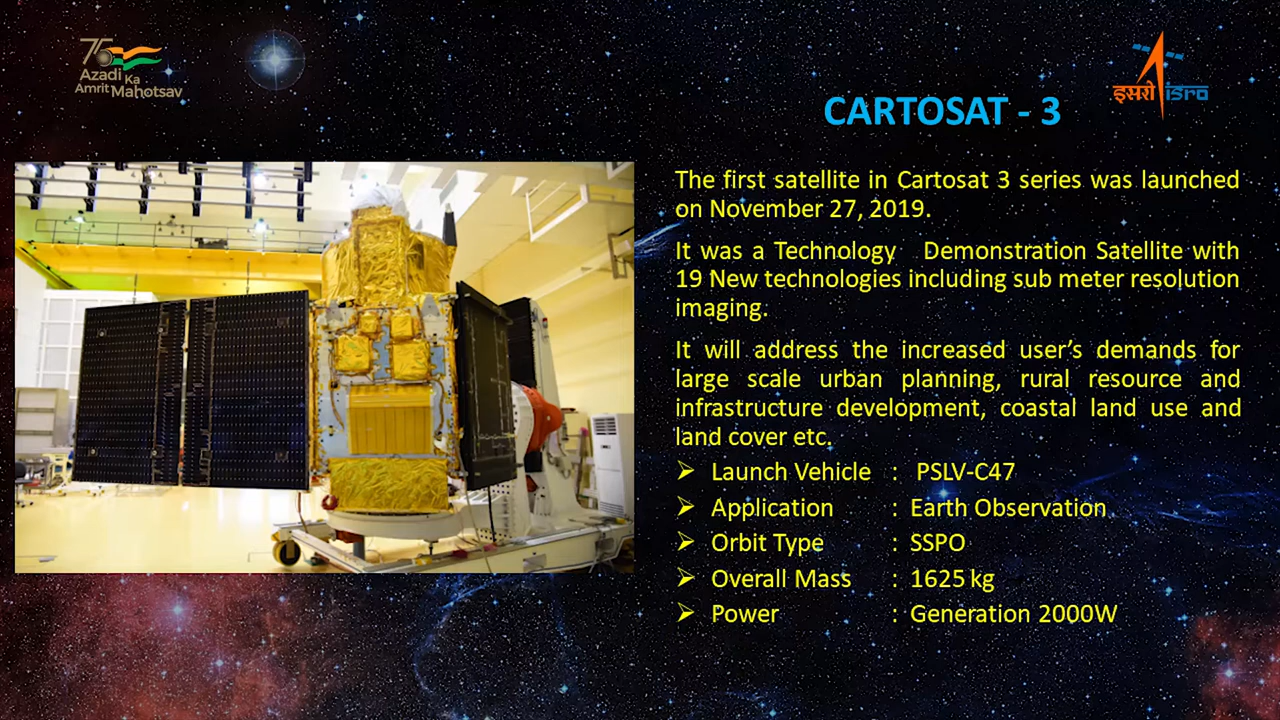 75
Azadi Ka
Amrit Mahotsav
इसरो isro
CARTOSAT - 3
The first satellite in Cartosat 3 series was launched
on November 27, 2019.
It was a Technology Demonstration Satellite with
19 New technologies including sub meter resolution
imaging.
It will address the increased user's demands for
large scale urban planning, rural resource and
infrastructure development, coastal land use and
land cover etc.
➢ Launch Vehicle : PSLV-C47
➢ Application : Earth Observation
➢ Orbit Type : SSPO
➢ Overall Mass : 1625 kg
➢ Power : Generation 2000W